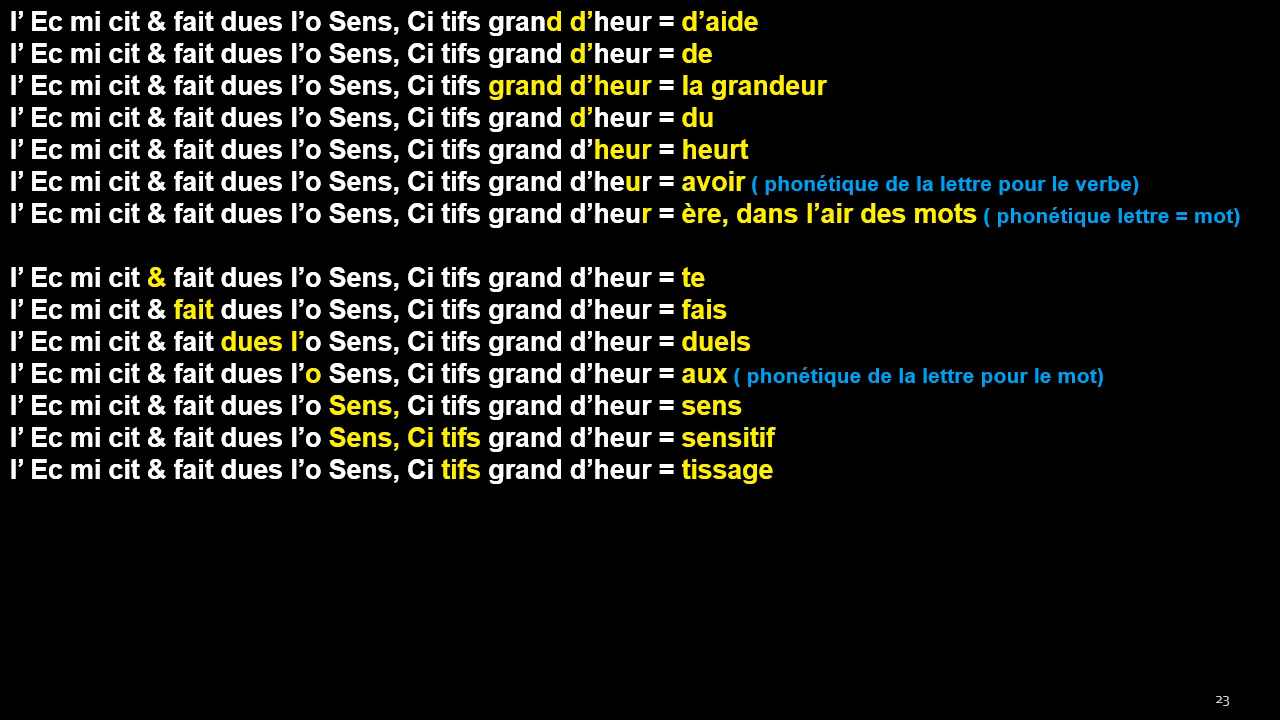 l’ Ec mi cit & fait dues l’o Sens, Ci tifs grand d’heur = d’aide
l’ Ec mi cit & fait dues l’o Sens, Ci tifs grand d’heur = de
l’ Ec mi cit & fait dues l’o Sens, Ci tifs grand d’heur = la grandeur
l’ Ec mi cit & fait dues l’o Sens, Ci tifs grand d’heur = du
l’ Ec mi cit & fait dues l’o Sens, Ci tifs grand d’heur = heurt
l’ Ec mi cit & fait dues l’o Sens, Ci tifs grand d’heur = avoir ( phonétique de la lettre pour le verbe)
l’ Ec mi cit & fait dues l’o Sens, Ci tifs grand d’heur = ère, dans l’air des mots ( phonétique lettre = mot)
l’ Ec mi cit & fait dues l’o Sens, Ci tifs grand d’heur = te
l’ Ec mi cit & fait dues l’o Sens, Ci tifs grand d’heur = fais
l’ Ec mi cit & fait dues l’o Sens, Ci tifs grand d’heur = duels
l’ Ec mi cit & fait dues l’o Sens, Ci tifs grand d’heur = aux ( phonétique de la lettre pour le mot)
l’ Ec mi cit & fait dues l’o Sens, Ci tifs grand d’heur = sens
l’ Ec mi cit & fait dues l’o Sens, Ci tifs grand d’heur = sensitif
l’ Ec mi cit & fait dues l’o Sens, Ci tifs grand d’heur = tissage
23